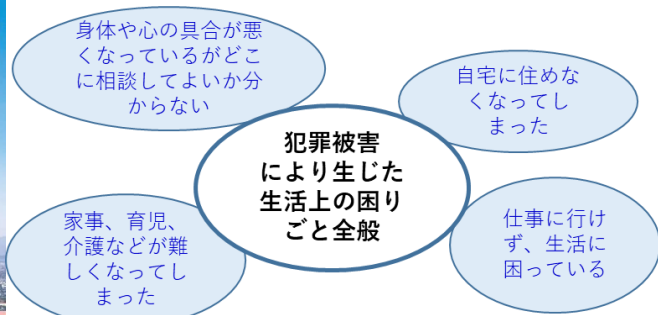 身体や心の具合が悪
くなっているがどこ
に相談してよいか分
からない
自宅に住めな
くなってし
まった
犯罪被害
により生じた
生活上の困り
ごと全般
家事、育児、
介護などが難
しくなってし
まった
仕事に行け
ず、生活に
困っている